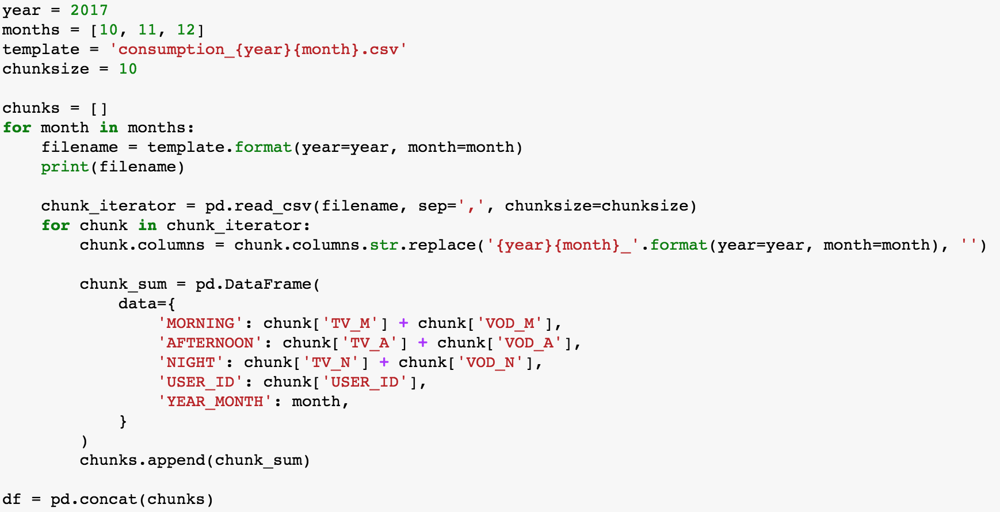 year = 2017
months = [10, 11, 12]
template = 'consumption_{year}{month}.csv'
chunksize = 10

chunks = []
for month in months:
    filename = template.format(year=year, month=month)
    print(filename)

    chunk_iterator = pd.read_csv(filename, sep=',', chunksize=chunksize)
    for chunk in chunk_iterator:
        chunk.columns = chunk.columns.str.replace('{year}{month}_'.format(year=year, month=month), '')

        chunk_sum = pd.DataFrame(
            data={
                'MORNING': chunk['TV_M'] + chunk['VOD_M'],
                'AFTERNOON': chunk['TV_A'] + chunk['VOD_A'],
                'NIGHT': chunk['TV_N'] + chunk['VOD_N'],
                'USER_ID': chunk['USER_ID'],
                'YEAR_MONTH': month,
            }
        )
        chunks.append(chunk_sum)

df = pd.concat(chunks)